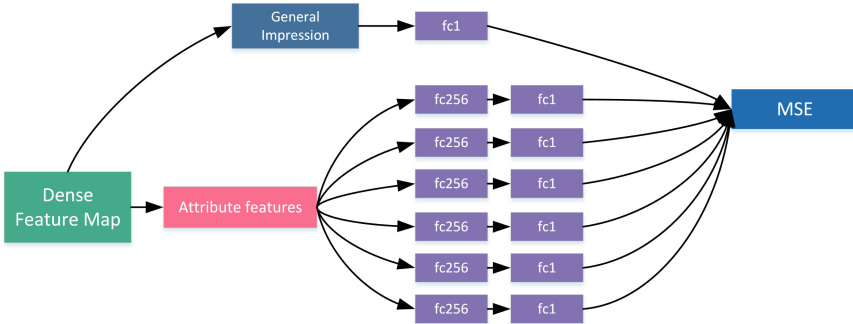 General
Impression
fc1
fc256
fc1
MSE
fc256
fc1
fc256
fc1
Dense
Feature Map
Attribute features
fc256
fc1
fc256
fc1
fc256
fc1